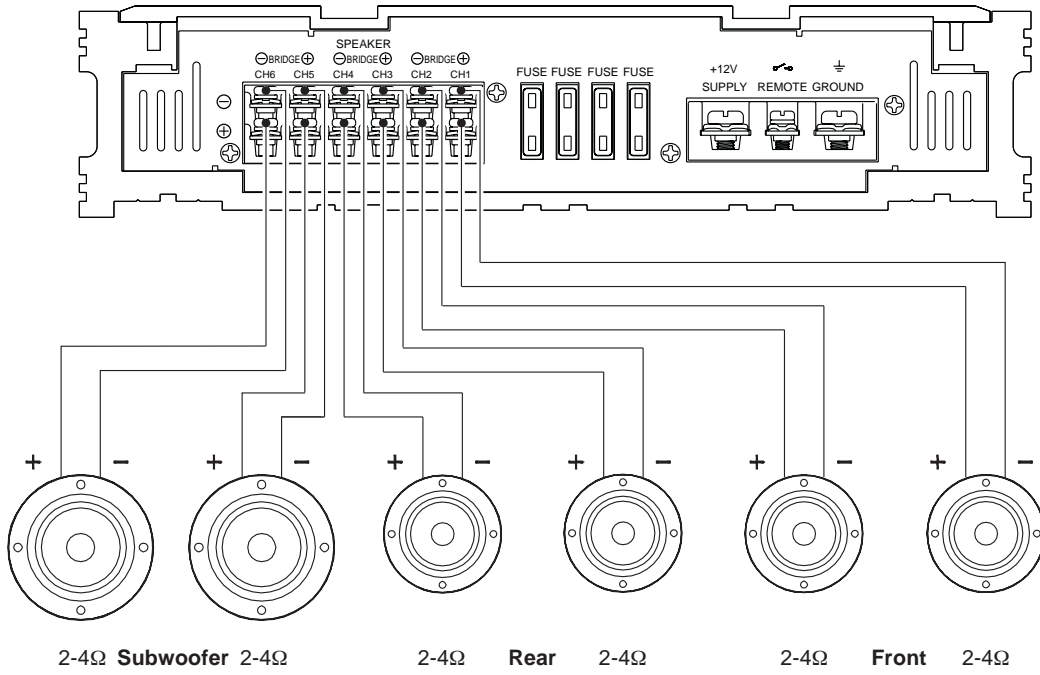 SPEAKER
⊖BRIDGE⊕ ⊖BRIDGE⊕ ⊖BRIDGE⊕
CH6 CH5 CH4 CH3 CH2 CH1
FUSE FUSE FUSE FUSE
+12V
SUPPLY REMOTE GROUND
⊖
⊕
+ − + − + − + − + − + −
2-4Ω Subwoofer 2-4Ω 2-4Ω Rear 2-4Ω 2-4Ω Front 2-4Ω